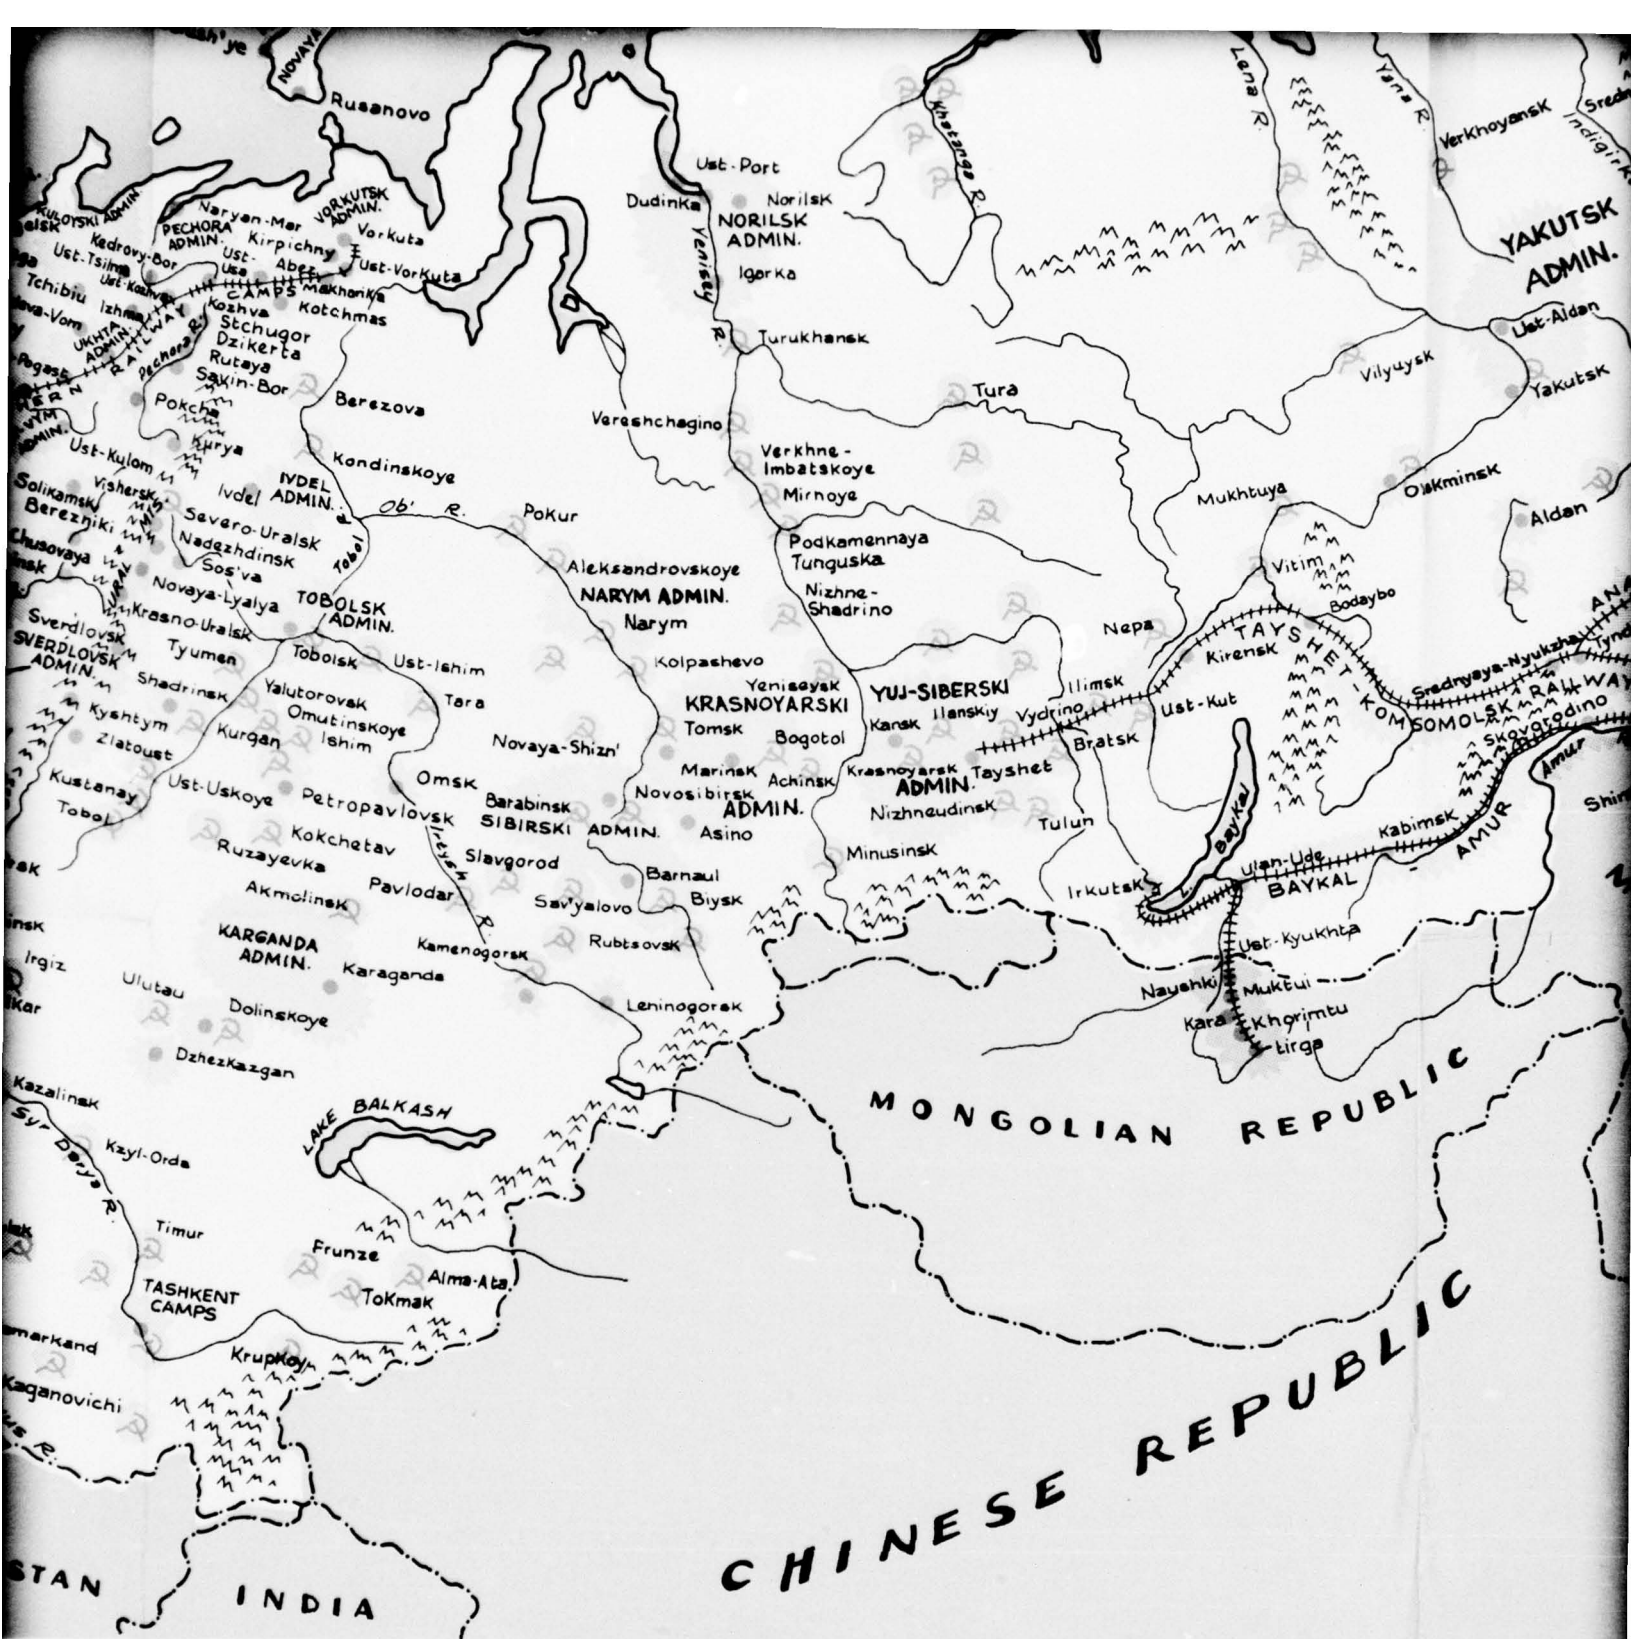 NOVAYA
Rusanovo
Khatanga R.
Lena R.
Yana R.
Verkhoyansk
Ust-Port
Dudinka
Norilsk
NORILSK
ADMIN.
Yenisey
R.
Igarka
YAKUTSK
ADMIN.
KULOYSKI ADMIN.
PECHORA
ADMIN.
VORKUTSK
ADMIN.
Naryan-Mar
Vorkuta
Kedrovy-Bor
Kirpichny
Ust-Tsilma
Ust-
Usa
Abez
Ust-Vorkuta
Ust-Kozhva
CAMPS
Makharika
Tchibiu
Izhma
Kozhva
Kotchmas
UKHTA
ADMIN.
RAILWAY
Pechora R.
Stchugor
Dzikerta
Rutaya
Savin-Bor
Pokcha
Kurya
Berezova
Kondinskoye
Turukhansk
Tura
Vereshchagino
Verkhne-
Imbatskoye
Mirnoye
Vilyuysk
Ust-Aldan
Yakutsk
Mukhtuya
Olekminsk
Aldan
Ust-Kulom
Vishersk
Ivdel
IVDEL
ADMIN.
Ob' R.
Pokur
Solikamsk
Berezniki
Severo-Uralsk
Nadezhdinsk
Sos'va
Tobol
Chusovaya
Novaya-Lyalya
TOBOLSK
ADMIN.
Krasno-Uralsk
Aleksandrovskoye
NARYM ADMIN.
Narym
Podkamennaya
Tunguska
Nizhne-
Shadrino
Vitim
Bodaybo
Nepa
Kirensk
TAYSHET-KOMSOMOLSK RAILWAY
Srednyaya-Nyukzha
Sverdlovsk
SVERDLOVSK
ADMIN.
Tyumen
Tobolsk
Ust-Ishim
Kolpashevo
Yeniseysk
KRASNOYARSKI
YUJ-SIBERSKI
Ilanskiy
Ilimsk
Vydrino
Ust-Kut
Shadrinsk
Yalutorovsk
Tara
Omutinskoye
Ishim
Kyshtym
Kurgan
Zlatoust
Novaya-Shizn'
Tomsk
Bogotol
Kansk
Bratsk
Skovorodino
Amur
Kustanay
Ust-Uskoye
Omsk
Marinsk
Achinsk
Krasnoyarsk
ADMIN.
Tayshet
Tobol
Petropavlovsk
Barabinsk
Novosibirsk
ADMIN.
Nizhneudinsk
SIBIRSKI ADMIN.
Asino
Tulun
L. Baykal
Kabimsk
AMUR
Kokchetav
Irtysh R.
Slavgorod
Ruzayevka
Barnaul
Minusinsk
Irkutsk
Ulan-Ude
BAYKAL
Akmolinsk
Pavlodar
Sav'yalovo
Biysk
KARGANDA
ADMIN.
Kamenogorsk
Rubtsovsk
Ust-Kyukhta
Irgiz
Karaganda
Ulutau
Leninogorsk
Naushki
Muktui
Dolinskoye
Kara
Khorimtu
tirga
Dzhezkazgan
Kazalinsk
Syr Darya R.
LAKE BALKASH
MONGOLIAN REPUBLIC
Kzyl-Orda
Timur
Frunze
Alma-Ata
Tokmak
TASHKENT
CAMPS
Krupkoy
Kaganovichi
CHINESE REPUBLIC
INDIA